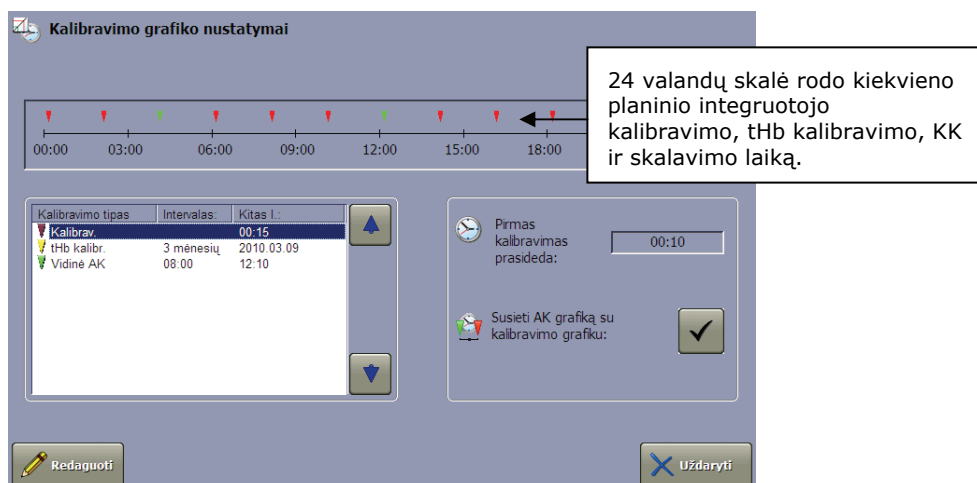 Kalibravimo grafiko nustatymai
24 valandų skalė rodo kiekvieno
planinio integruotojo
kalibravimo, tHb kalibravimo, KK
ir skalavimo laiką.
00:00 03:00 06:00 09:00 12:00 15:00 18:00
Kalibravimo tipas Intervalas: Kitas l.:
Kalibrav. 00:15
tHb kalibr. 3 mėnesių 2010.03.09
Vidinė AK 08:00 12:10
Pirmas
kalibravimas
prasideda:
00:10
Susieti AK grafiką su
kalibravimo grafiku:
Redaguoti
Uždaryti